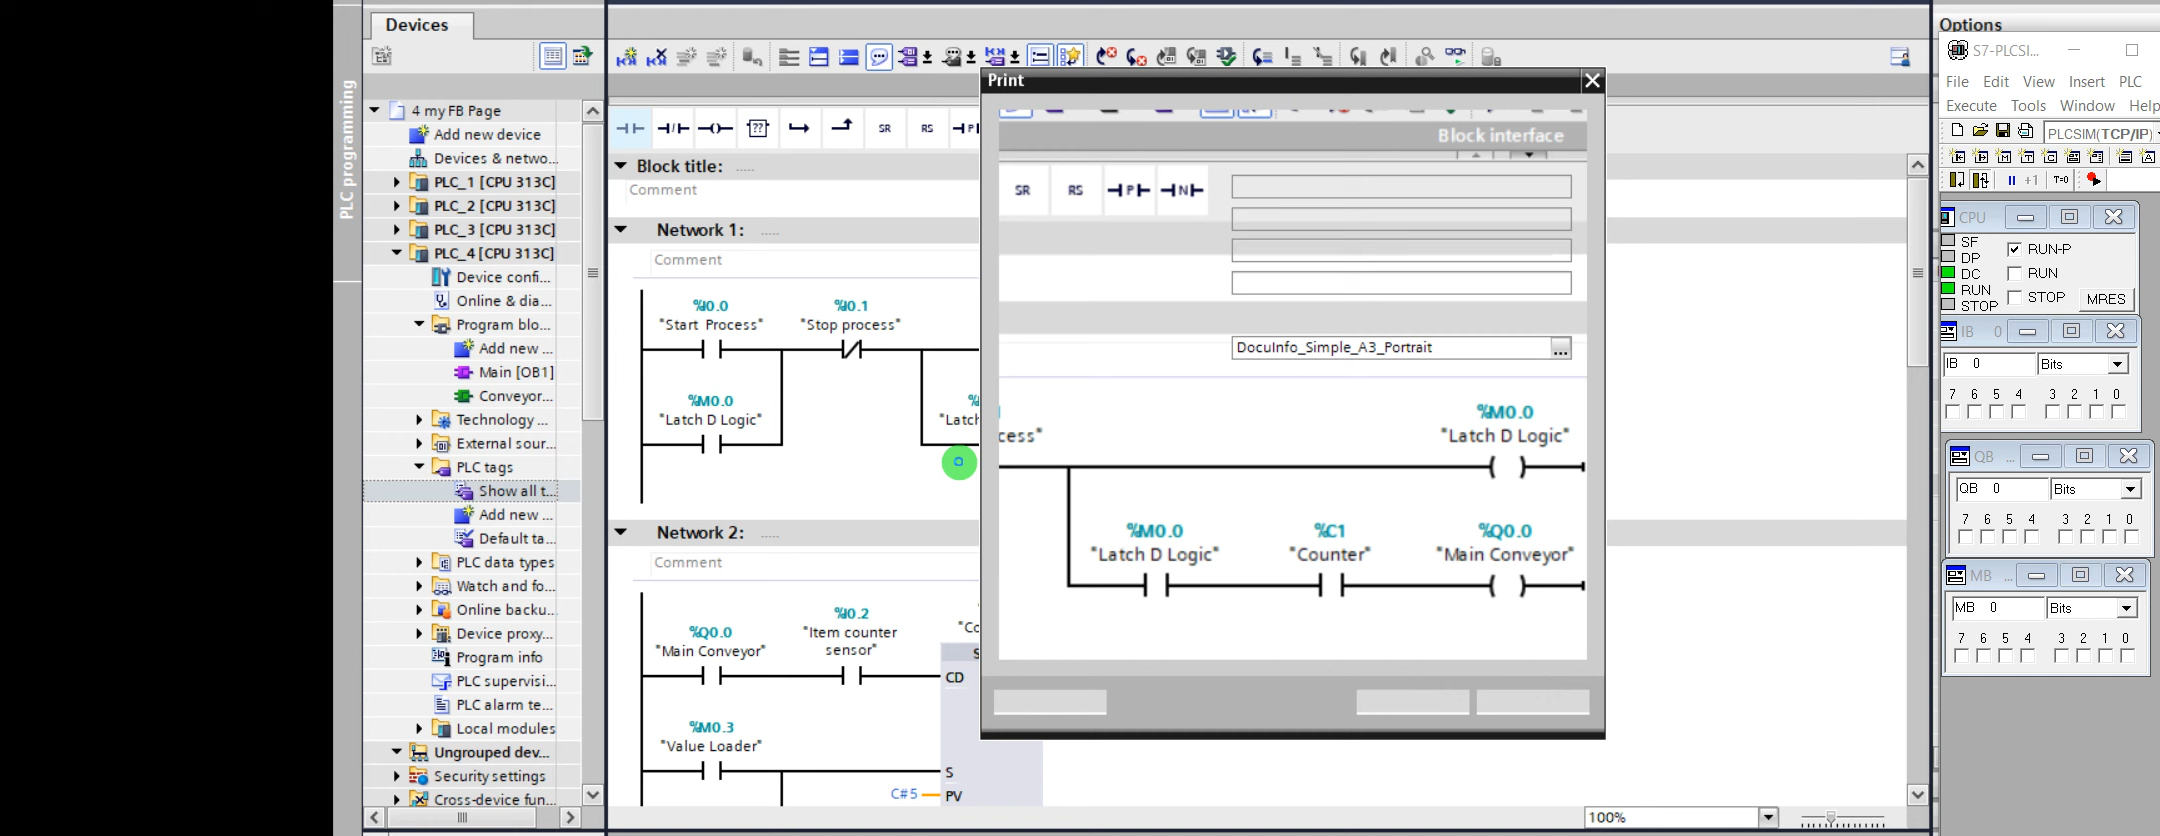 Devices
PLC programming
4 my FB Page
Add new device
Devices & netwo...
PLC_1 [CPU 313C]
PLC_2 [CPU 313C]
PLC_3 [CPU 313C]
PLC_4 [CPU 313C]
Device confi...
Online & dia...
Program blo...
Add new ...
Main [OB1]
Conveyor...
Technology ...
External sour...
PLC tags
Show all t...
Add new ...
Default ta...
PLC data types
Watch and fo...
Online backu...
Device proxy...
Program info
PLC supervisi...
PLC alarm te...
Local modules
Ungrouped dev...
Security settings
Cross-device fun...
??
SR
RS
P
Block title: .....
Comment
Network 1: .....
Comment
%I0.0
"Start Process"
%I0.1
"Stop process"
%M0.0
"Latch D Logic"
Network 2: .....
Comment
%Q0.0
"Main Conveyor"
%I0.2
"Item counter
sensor"
CD
%M0.3
"Value Loader"
S
C#5
PV
Print
Block interface
SR
RS
P
N
DocuInfo_Simple_A3_Portrait
...
cess"
%M0.0
"Latch D Logic"
%M0.0
"Latch D Logic"
%C1
"Counter"
%Q0.0
"Main Conveyor"
100%
Options
S7-PLCSI...
File Edit View Insert PLC
Execute Tools Window Help
PLCSIM(TCP/IP)
+1
T=0
CPU
SF
DP
DC
RUN
STOP
RUN-P
RUN
STOP
MRES
IB 0
IB 0
Bits
7 6 5 4 3 2 1 0
QB ...
QB 0
Bits
7 6 5 4 3 2 1 0
MB ...
MB 0
Bits
7 6 5 4 3 2 1 0